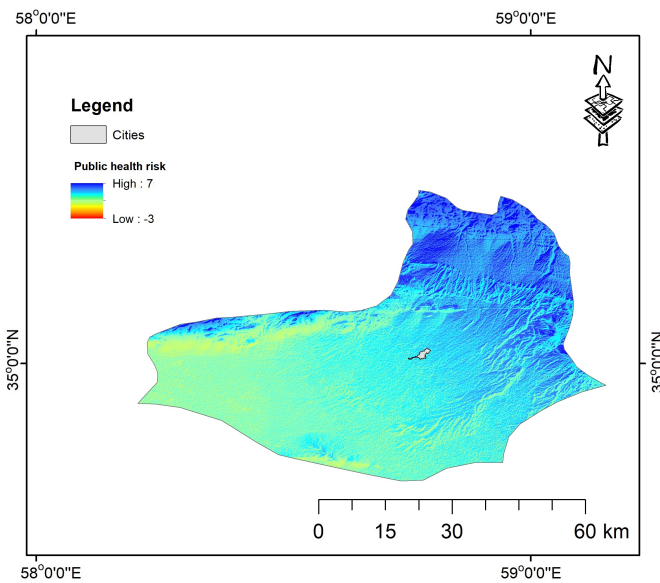 58°0'0"E 59°0'0"E
N
Legend
Cities
Public health risk
High : 7
Low : -3
35°0'0"N 35°0'0"N
0 15 30 60 km
58°0'0"E 59°0'0"E